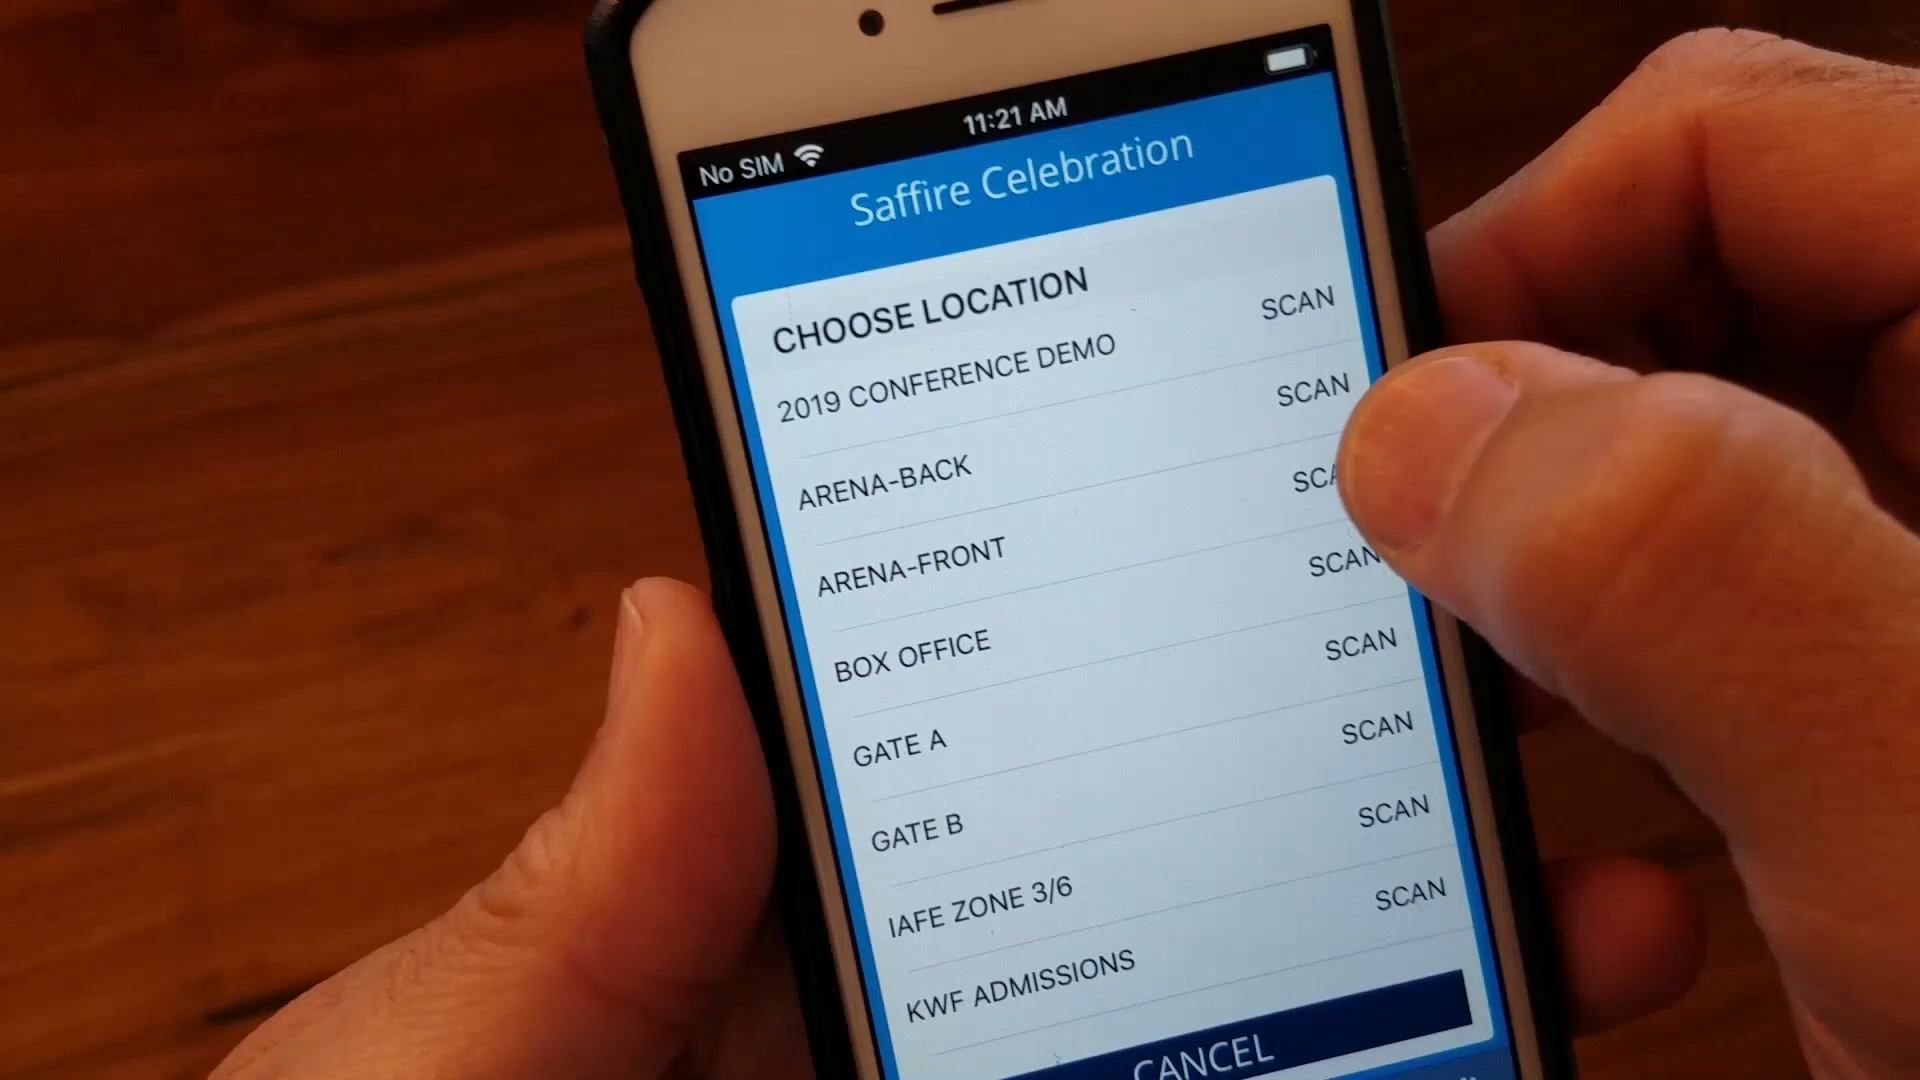 No SIM 11:21 AM
Saffire Celebration
CHOOSE LOCATION
2019 CONFERENCE DEMO SCAN
ARENA-BACK SCAN
ARENA-FRONT SCA
BOX OFFICE SCAN
GATE A SCAN
GATE B SCAN
IAFE ZONE 3/6 SCAN
KWF ADMISSIONS SCAN
CANCEL